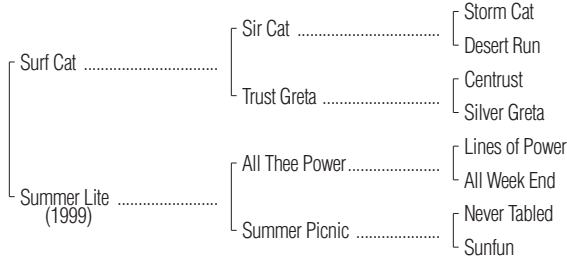 Storm Cat
Sir Cat ..............................
Desert Run
Surf Cat ..............................
Centrust
Trust Greta .........................
Silver Greta
Lines of Power
All Thee Power....................
All Week End
Summer Lite ......................
(1999)
Never Tabled
Summer Picnic ..................
Sunfun